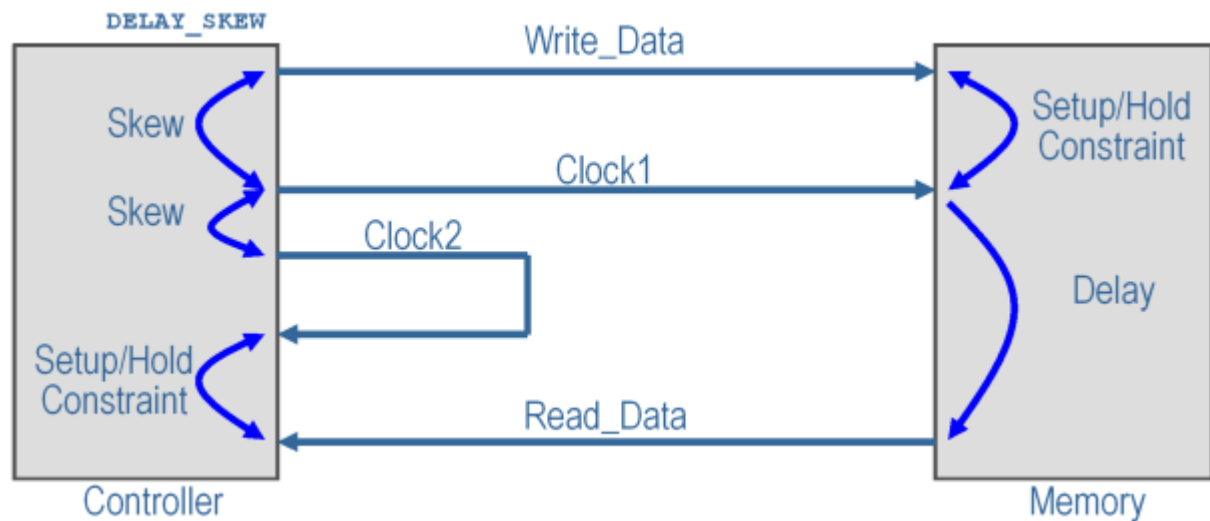 DELAY_SKEW
Write_Data
Skew
Setup/Hold
Constraint
Clock1
Skew
Clock2
Delay
Setup/Hold
Constraint
Read_Data
Controller
Memory